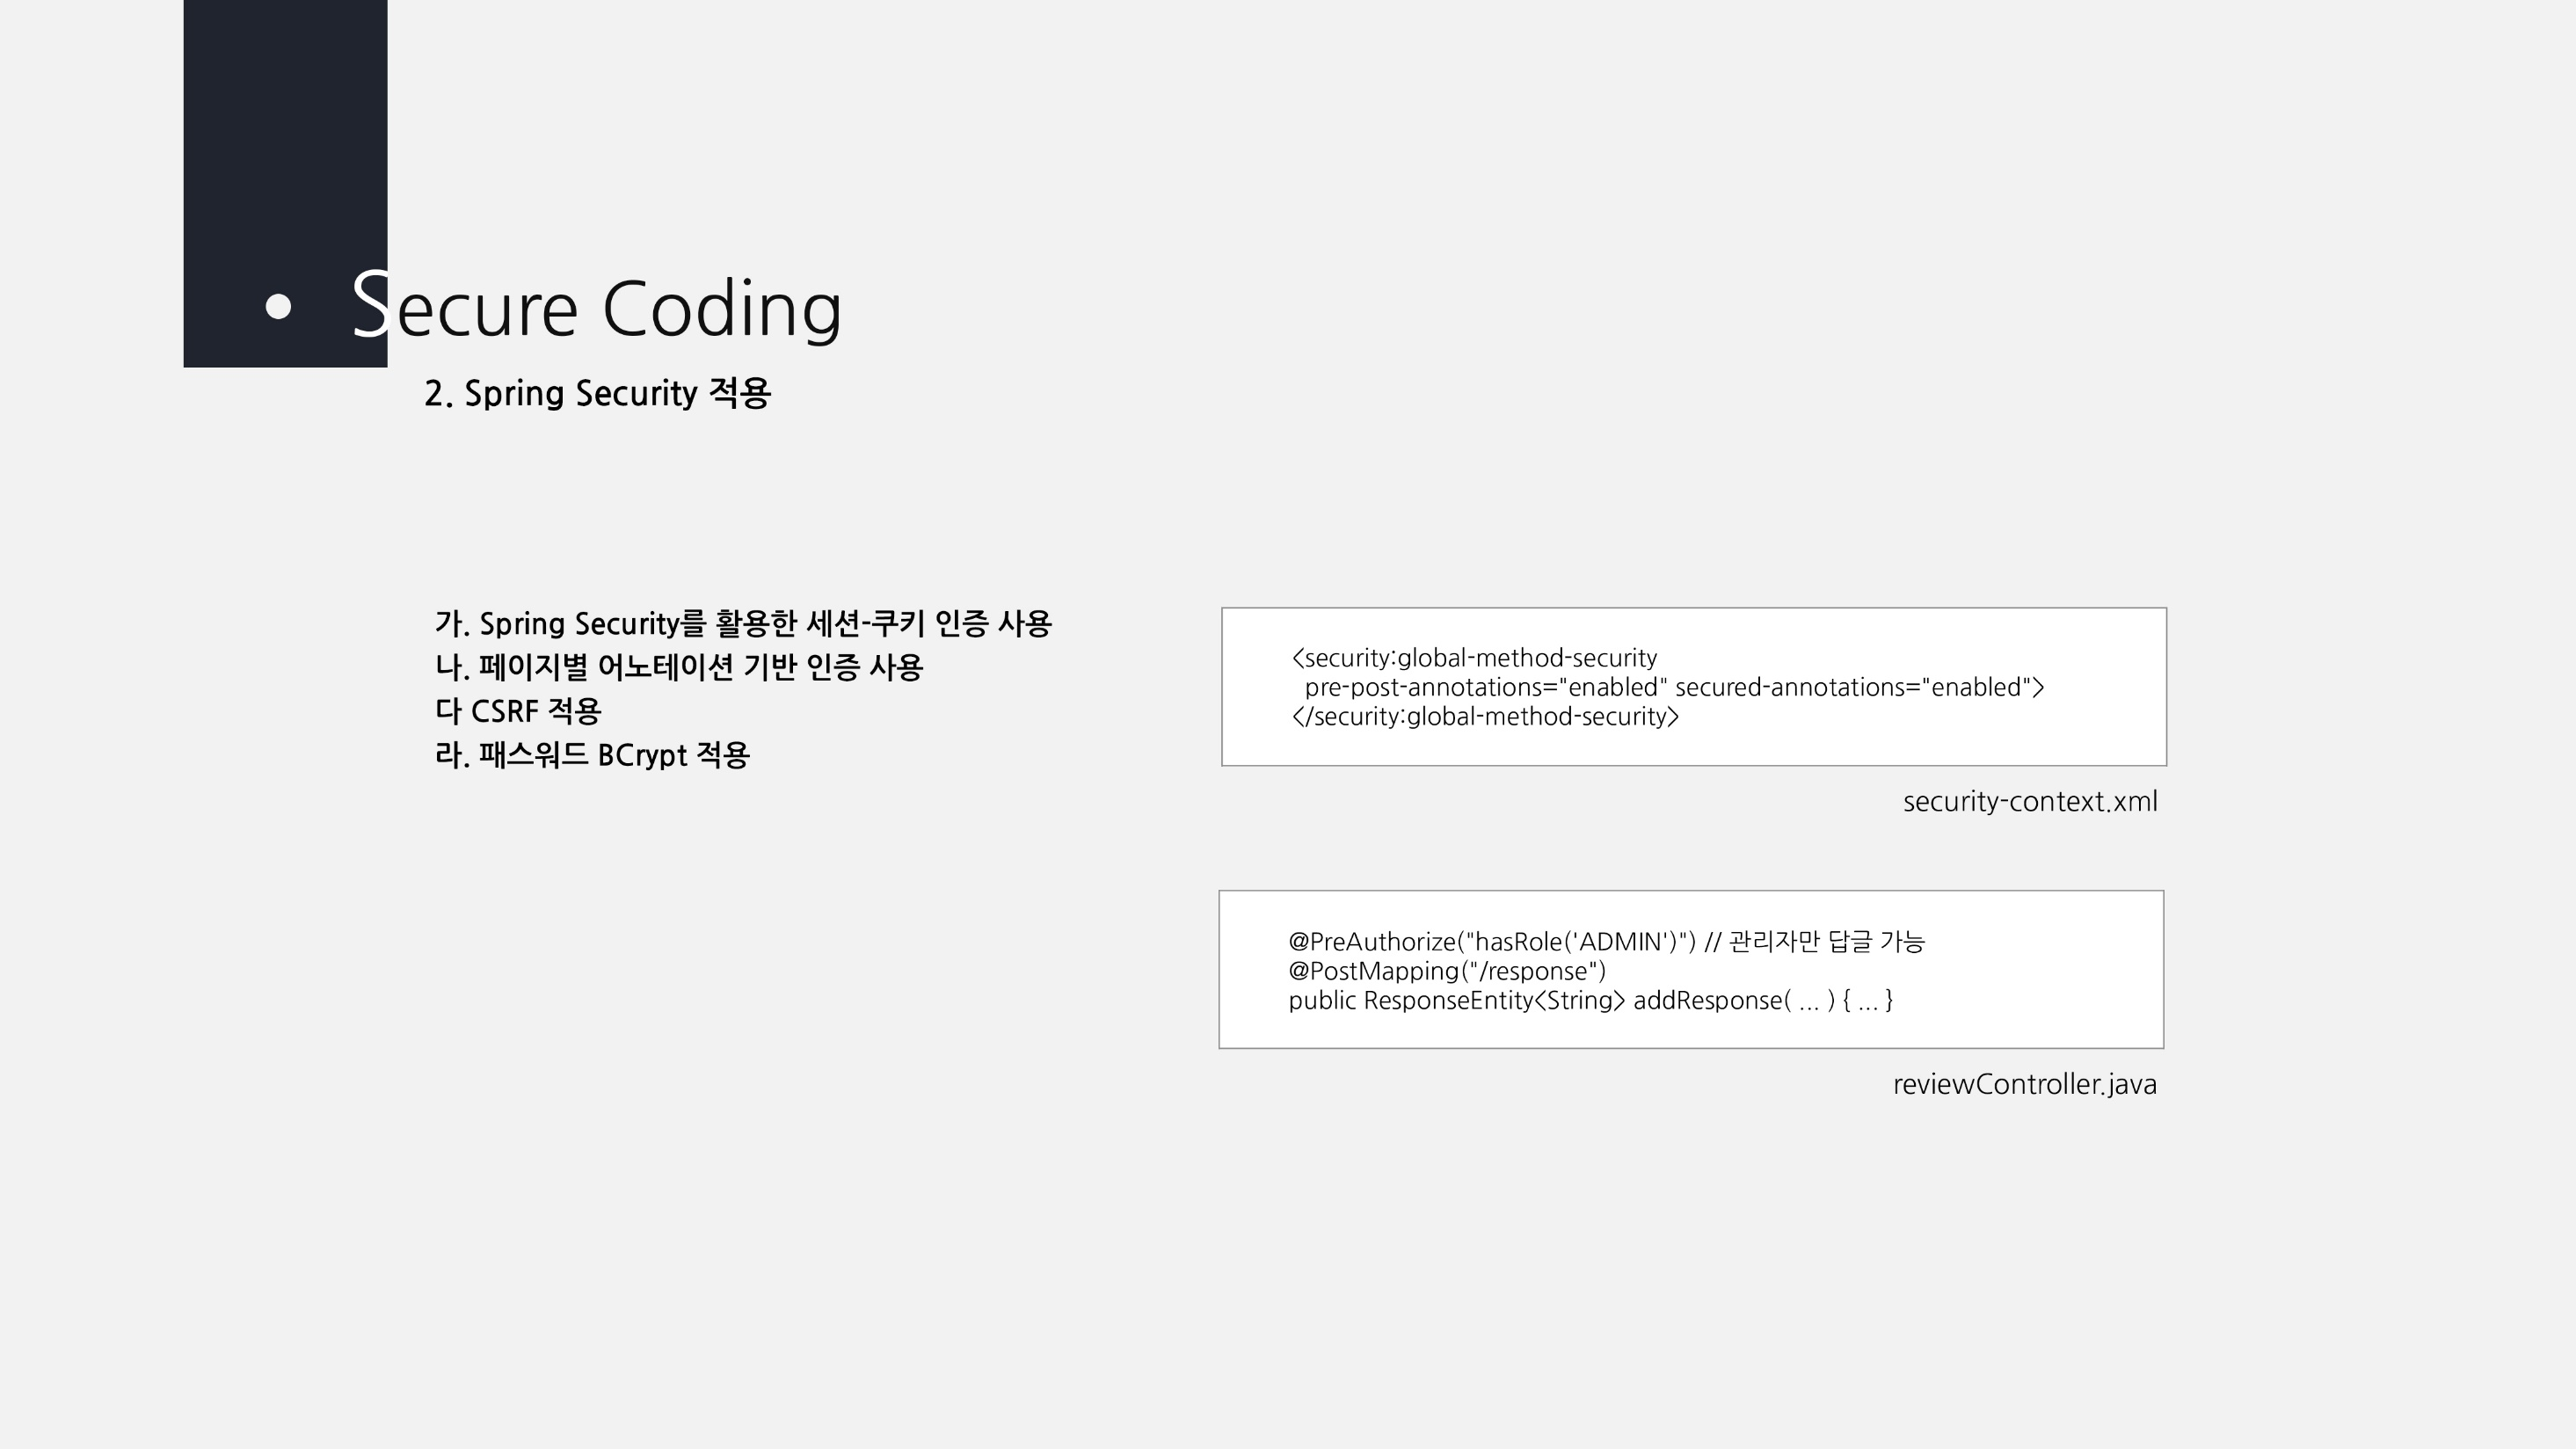 • Secure Coding
2. Spring Security 적용
가. Spring Security를 활용한 세션-쿠키 인증 사용
나. 페이지별 어노테이션 기반 인증 사용
다 CSRF 적용
라. 패스워드 BCrypt 적용
<security:global-method-security
pre-post-annotations="enabled" secured-annotations="enabled">
</security:global-method-security>
security-context.xml
@PreAuthorize("hasRole('ADMIN')") // 관리자만 답글 가능
@PostMapping("/response")
public ResponseEntity<String> addResponse( ... ) { ... }
reviewController.java